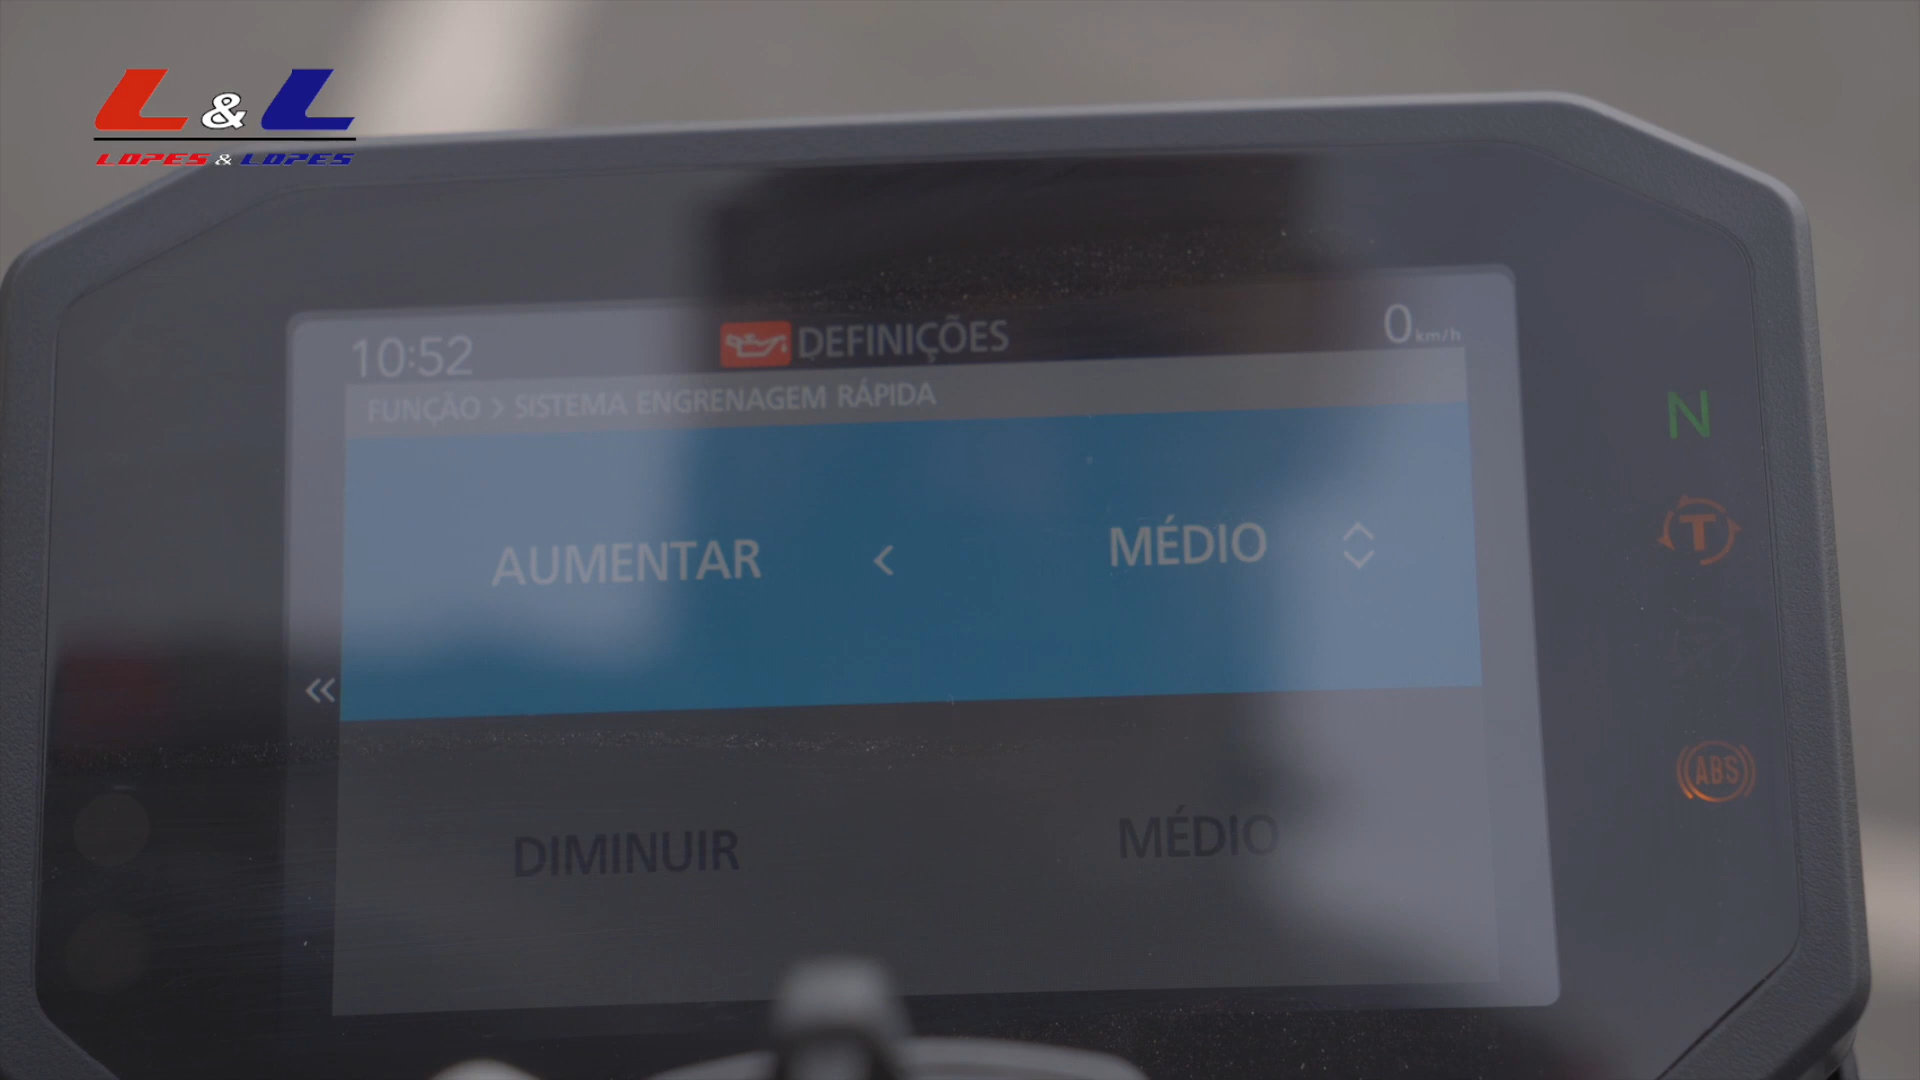 L & L
LOPES & LOPES
10:52
DEFINIÇÕES
0 km/h
FUNÇÃO > SISTEMA ENGRENAGEM RÁPIDA
AUMENTAR < MÉDIO
DIMINUIR MÉDIO
N
T
ABS